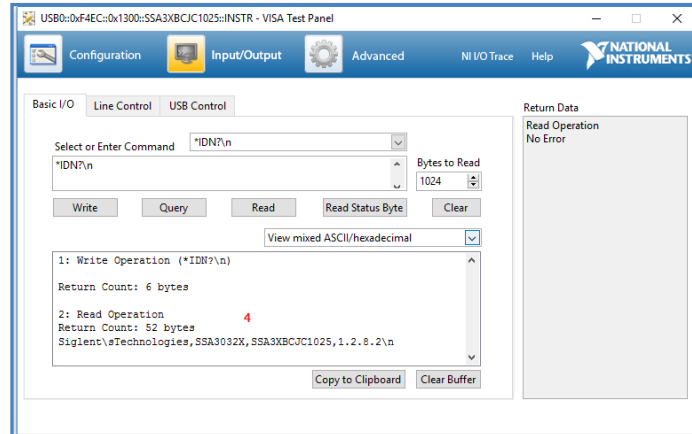 USB0::0xF4EC::0x1300::SSA3XBCJC1025::INSTR - VISA Test Panel
Configuration
Input/Output
Advanced
NI I/O Trace
Help
NATIONAL
INSTRUMENTS
Basic I/O
Line Control
USB Control
Return Data
Select or Enter Command
*IDN?\n
*IDN?\n
Bytes to Read
1024
Write
Query
Read
Read Status Byte
Clear
View mixed ASCII/hexadecimal
1: Write Operation (*IDN?\n)
Return Count: 6 bytes
2: Read Operation
4
Return Count: 52 bytes
Siglent\sTechnologies,SSA3032X,SSA3XBCJC1025,1.2.8.2\n
Copy to Clipboard
Clear Buffer
Read Operation
No Error